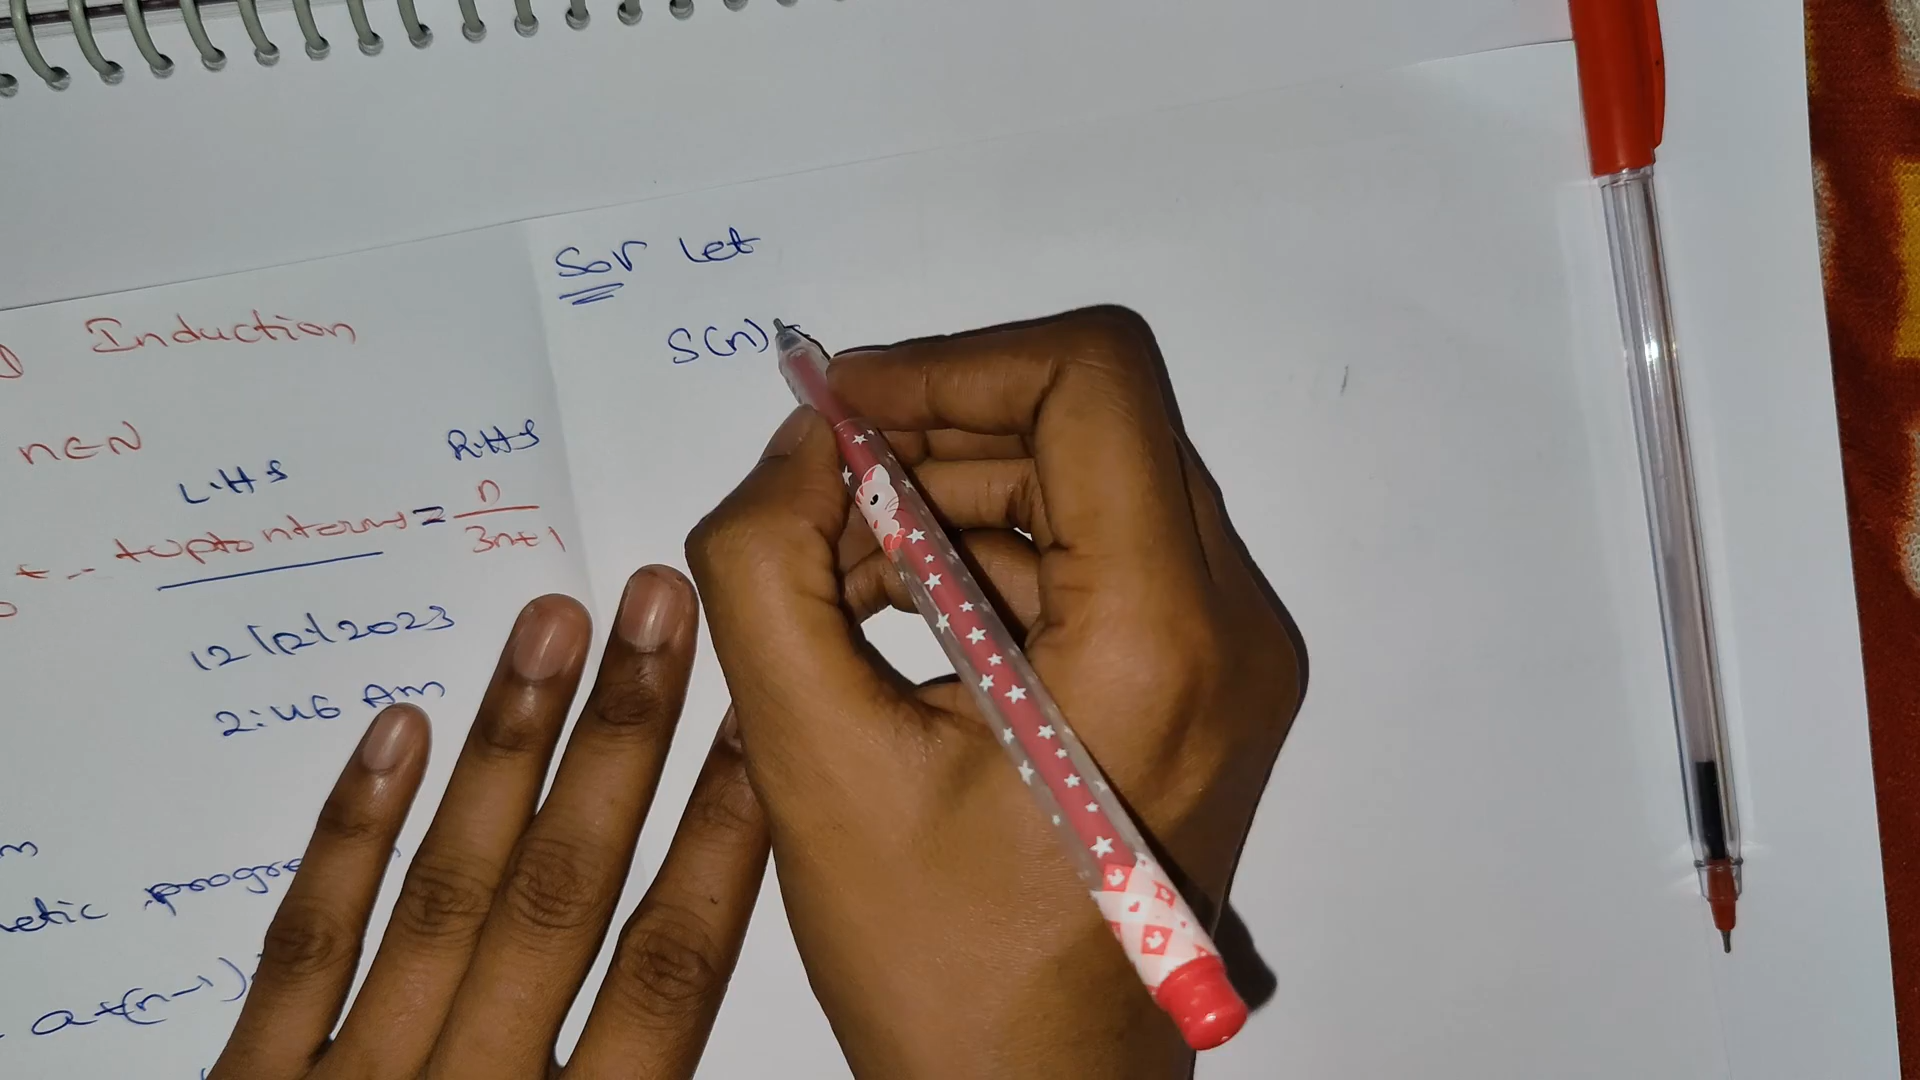 Induction
n∈N
L.H.S R.H.S
+ -- + upto n terms = n/3n+1
12/12/2023
2:46 Am
etic progre
a+(n-1)
Sol Let
S(n)